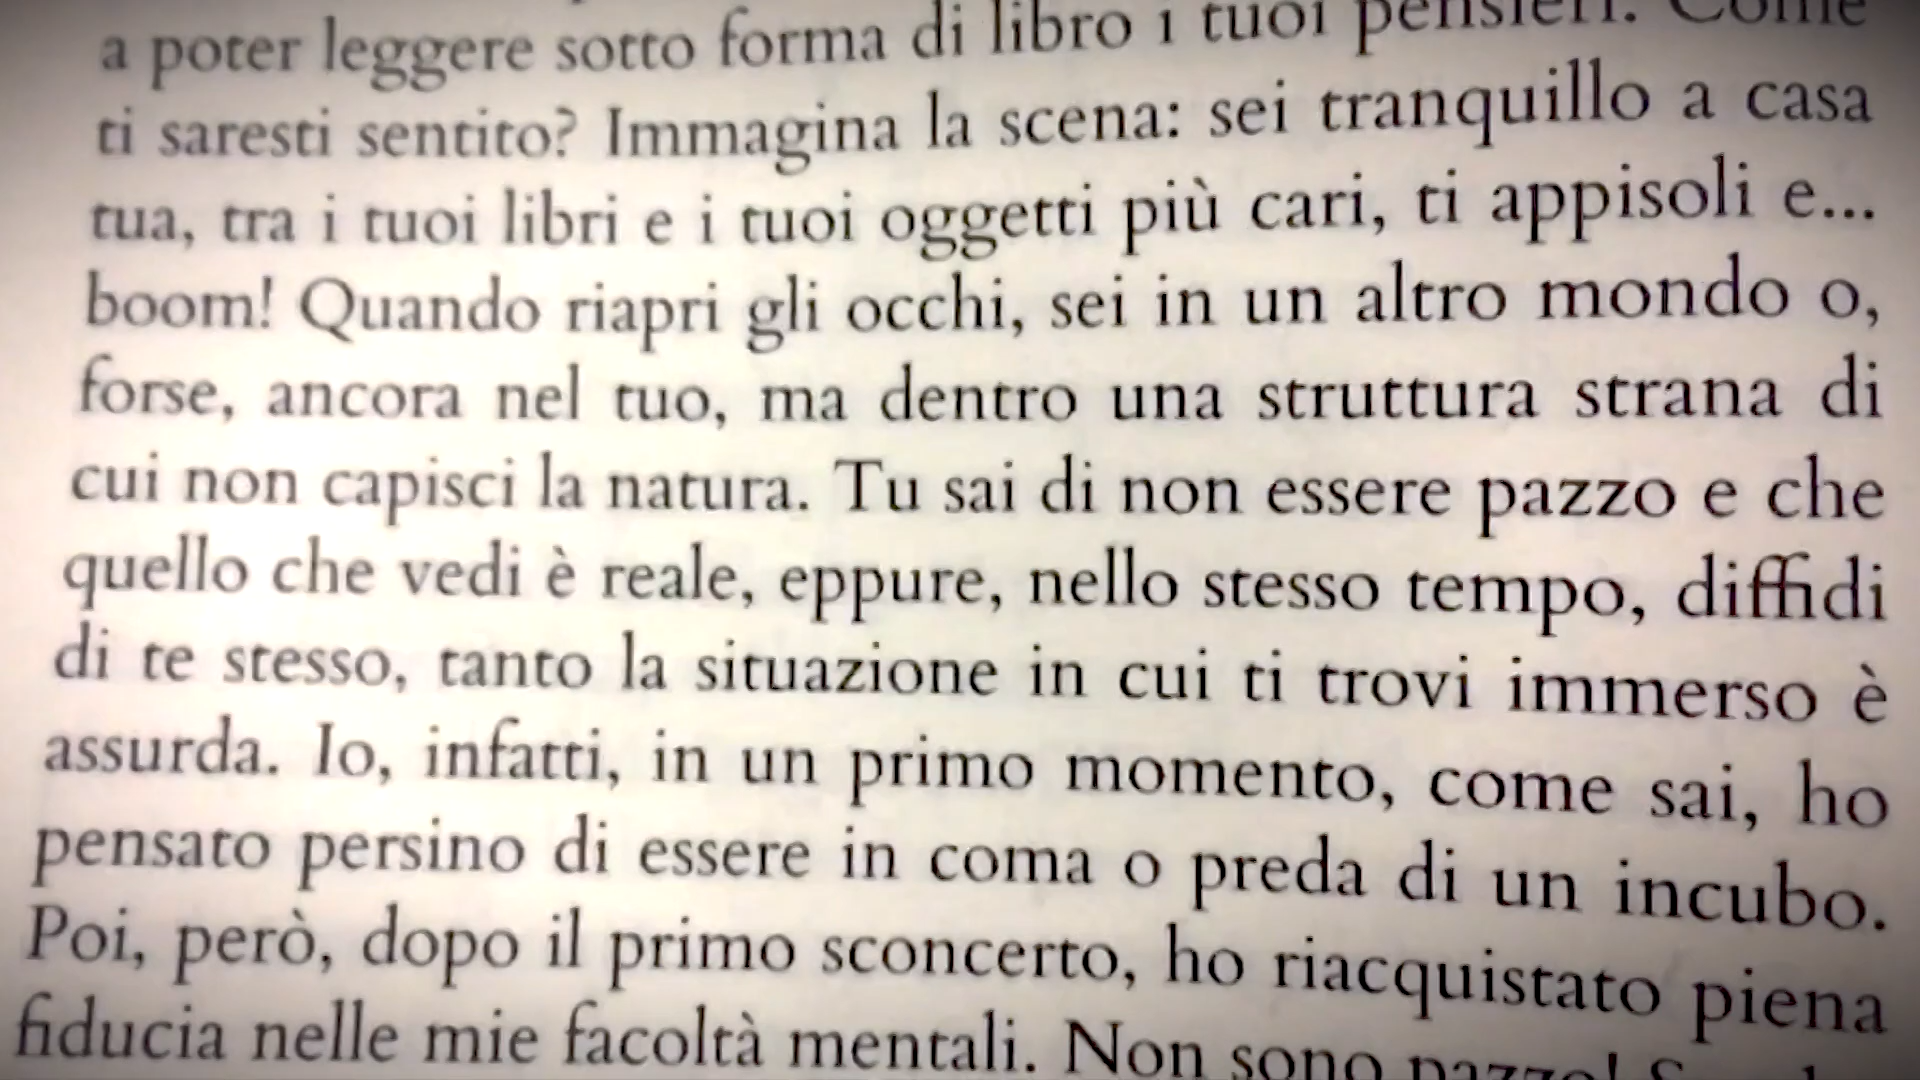 a poter leggere sotto forma di libro i tuoi pensieri. Come
ti saresti sentito? Immagina la scena: sei tranquillo a casa
tua, tra i tuoi libri e i tuoi oggetti più cari, ti appisoli e...
boom! Quando riapri gli occhi, sei in un altro mondo o,
forse, ancora nel tuo, ma dentro una struttura strana di
cui non capisci la natura. Tu sai di non essere pazzo e che
quello che vedi è reale, eppure, nello stesso tempo, diffidi
di te stesso, tanto la situazione in cui ti trovi immerso è
assurda. Io, infatti, in un primo momento, come sai, ho
pensato persino di essere in coma o preda di un incubo.
Poi, però, dopo il primo sconcerto, ho riacquistato piena
fiducia nelle mie facoltà mentali. Non sono pazzo!